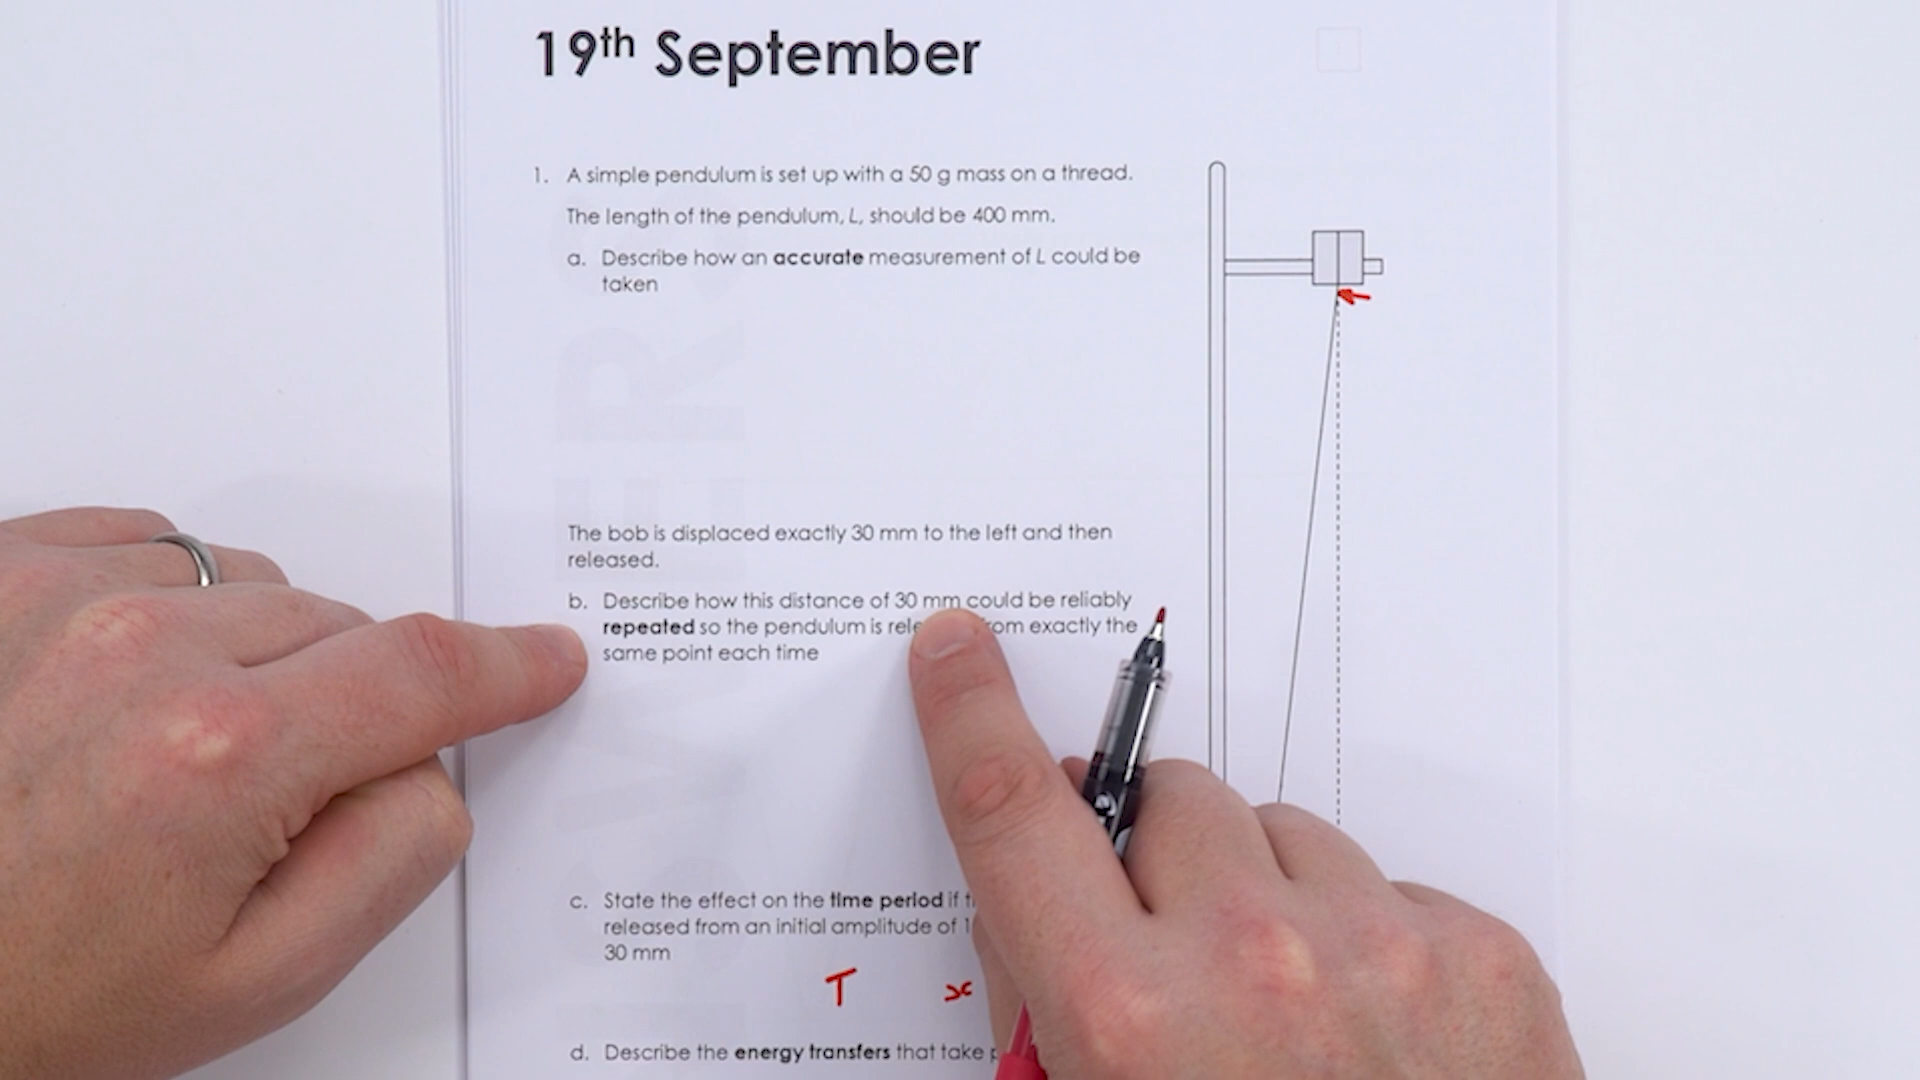 19th September
1. A simple pendulum is set up with a 50 g mass on a thread.
The length of the pendulum, L, should be 400 mm.
a. Describe how an accurate measurement of L could be
taken
The bob is displaced exactly 30 mm to the left and then
released.
b. Describe how this distance of 30 mm could be reliably
repeated so the pendulum is from exactly the
same point each time
c. State the effect on the time period if
released from an initial amplitude of
30 mm
T x
d. Describe the energy transfers that take